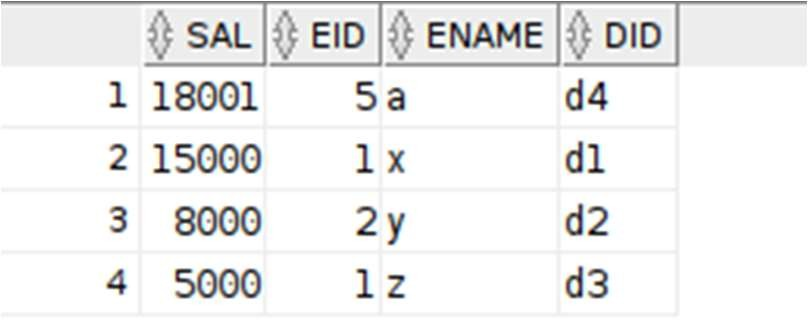 SAL EID ENAME DID
1 18001 5 a d4
2 15000 1 x d1
3 8000 2 y d2
4 5000 1 z d3